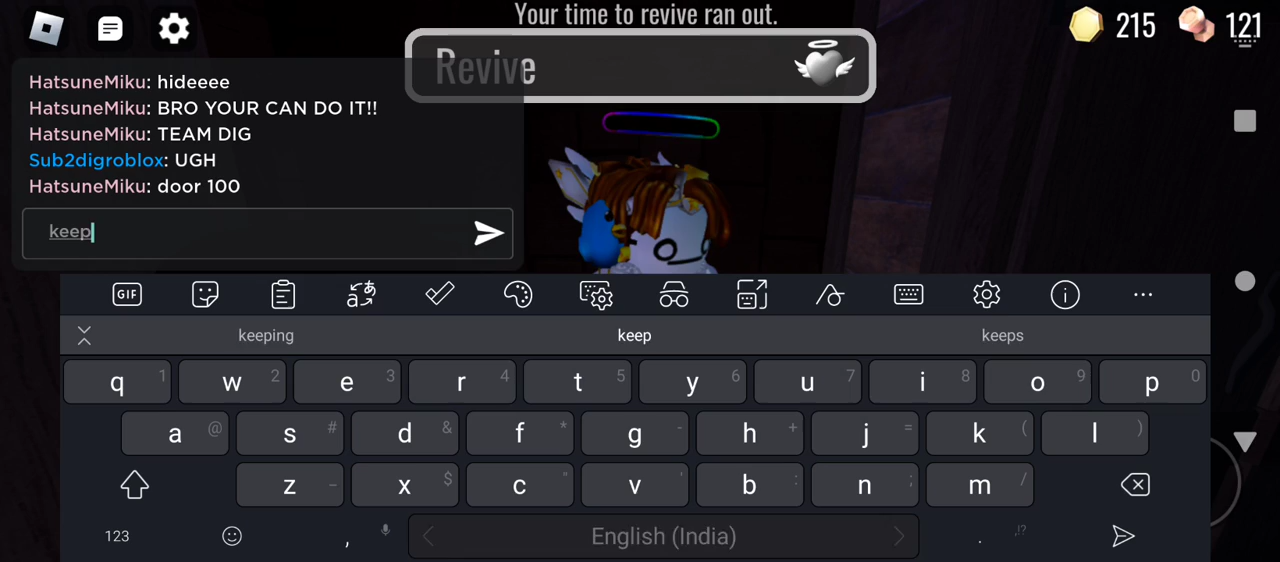 Your time to revive ran out.
215
121
Revive
HatsuneMiku: hideeee
HatsuneMiku: BRO YOUR CAN DO IT!!
HatsuneMiku: TEAM DIG
Sub2digroblox: UGH
HatsuneMiku: door 100
keep
GIF
keeping keep keeps
q 1 w 2 e 3 r 4 t 5 y 6 u 7 i 8 o 9 p 0
a @ s # d & f * g - h + j = k ( l )
z _ x $ c " v ' b : n ; m /
123 , English (India) . ,!?